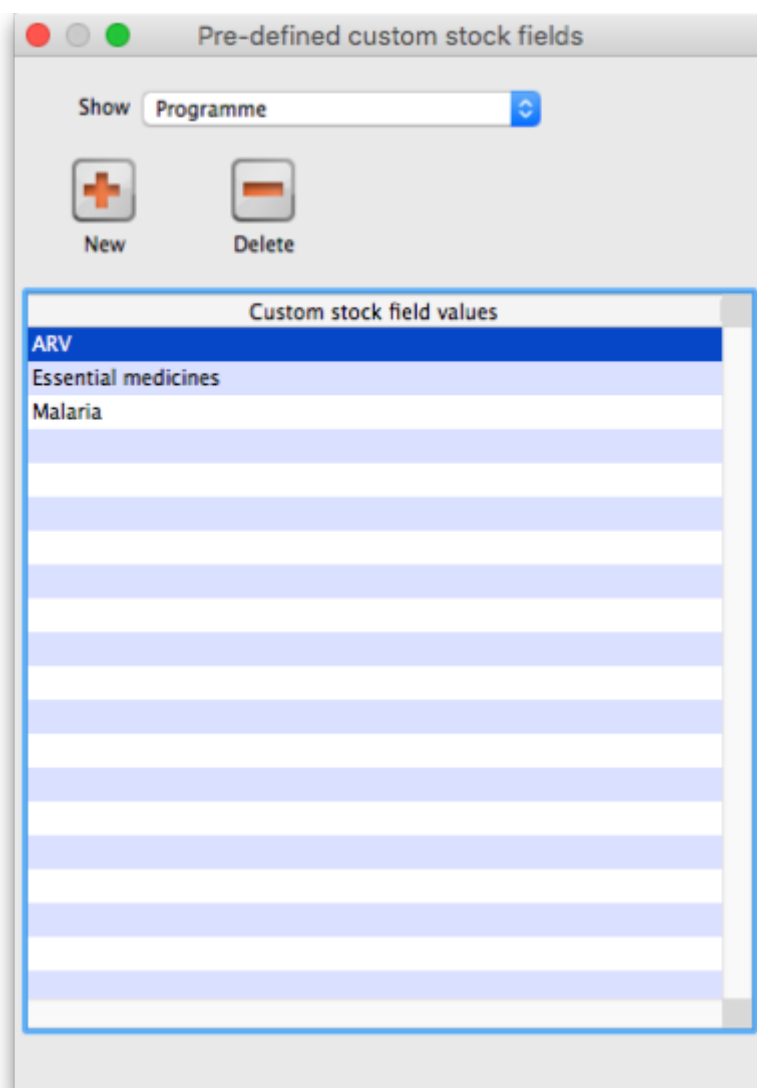 Pre-defined custom stock fields
Show Programme
New Delete
Custom stock field values
ARV
Essential medicines
Malaria